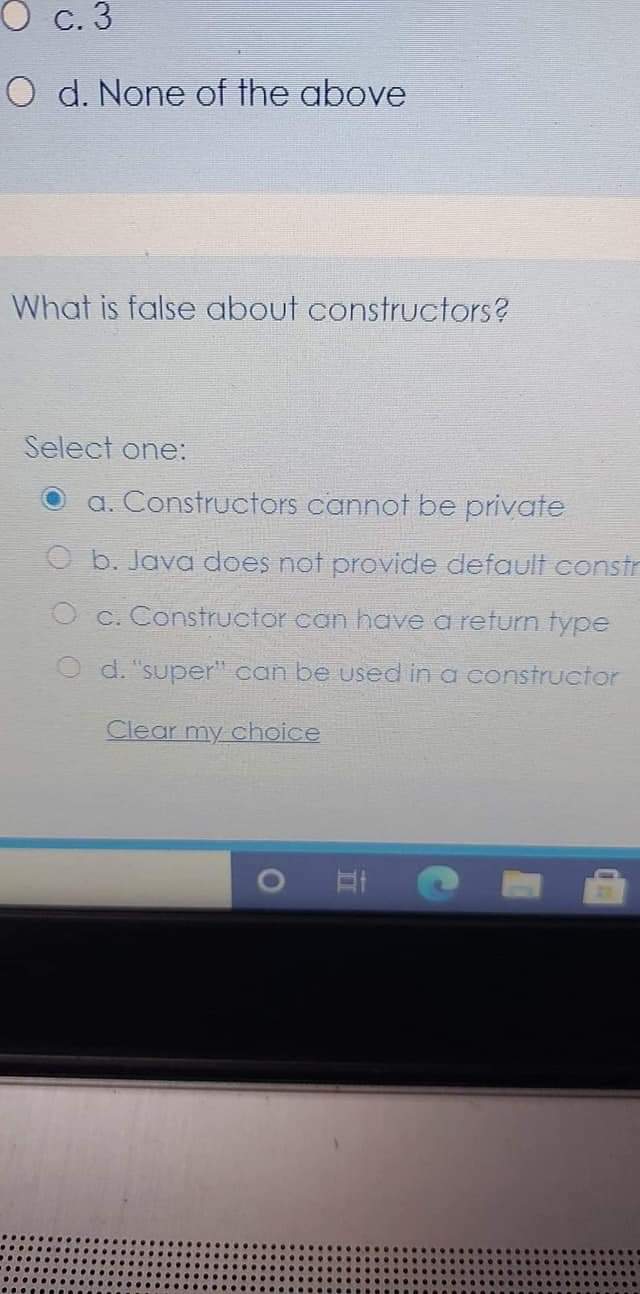 c. 3
d. None of the above
What is false about constructors?
Select one:
a. Constructors cannot be private
b. Java does not provide default constr
c. Constructor can have a return type
d. "super" can be used in a constructor
Clear my choice